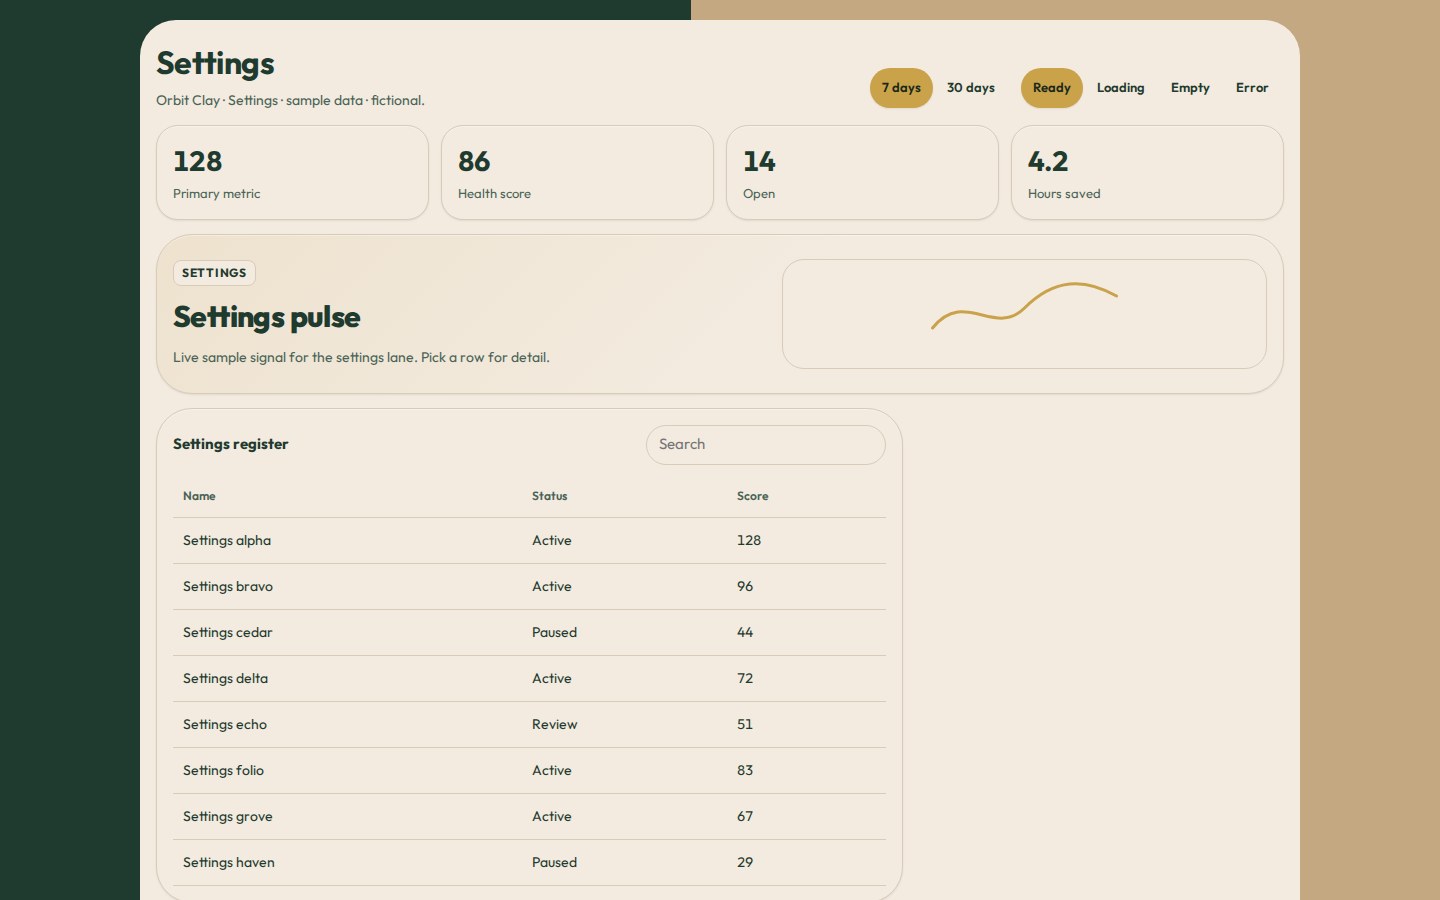 Settings
Orbit Clay · Settings · sample data · fictional.
7 days 30 days Ready Loading Empty Error
128 86 14 4.2
Primary metric Health score Open Hours saved
SETTINGS
Settings pulse
Live sample signal for the settings lane. Pick a row for detail.
Settings register Search
Name Status Score
Settings alpha Active 128
Settings bravo Active 96
Settings cedar Paused 44
Settings delta Active 72
Settings echo Review 51
Settings folio Active 83
Settings grove Active 67
Settings haven Paused 29